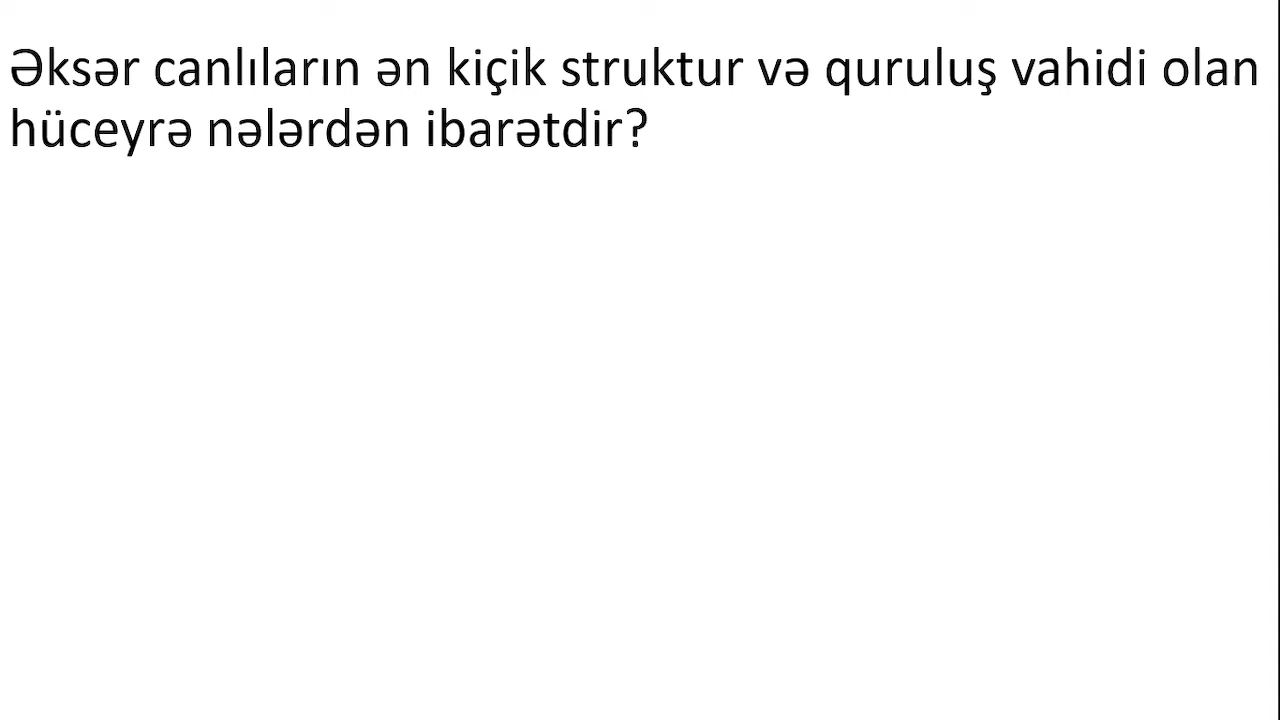 Əksər canlıların ən kiçik struktur və quruluş vahidi olan
hüceyrə nələrdən ibarətdir?